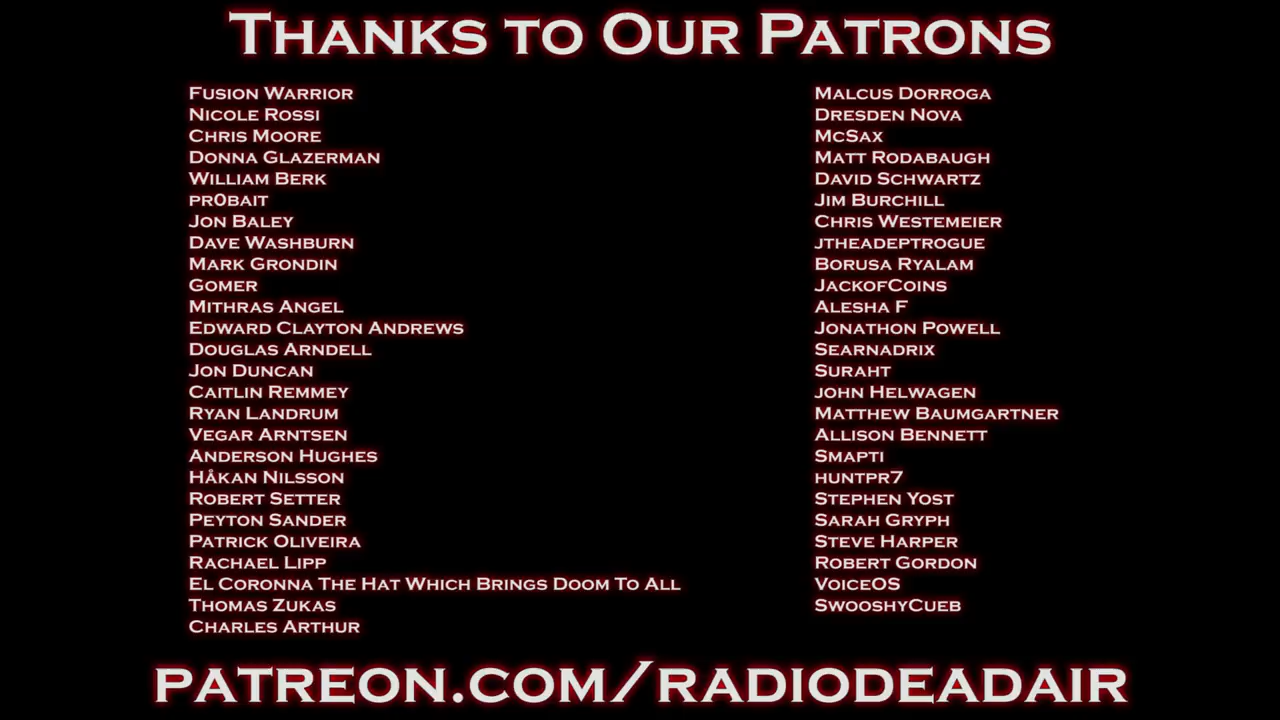 Thanks to Our Patrons
Fusion Warrior
Nicole Rossi
Chris Moore
Donna Glazerman
William Berk
pr0bait
Jon Baley
Dave Washburn
Mark Grondin
Gomer
Mithras Angel
Edward Clayton Andrews
Douglas Arndell
Jon Duncan
Caitlin Remmey
Ryan Landrum
Vegar Arntsen
Anderson Hughes
Håkan Nilsson
Robert Setter
Peyton Sander
Patrick Oliveira
Rachael Lipp
El Coronna The Hat Which Brings Doom To All
Thomas Zukas
Charles Arthur
Malcus Dorroga
Dresden Nova
McSax
Matt Rodabaugh
David Schwartz
Jim Burchill
Chris Westemeier
jtheadeptrogue
Borusa Ryalam
JackofCoins
Alesha F
Jonathon Powell
Searnadrix
Suraht
john Helwagen
Matthew Baumgartner
Allison Bennett
Smapti
huntpr7
Stephen Yost
Sarah Gryph
Steve Harper
Robert Gordon
VoiceOS
SwooshyCueb
patreon.com/radiodeadair